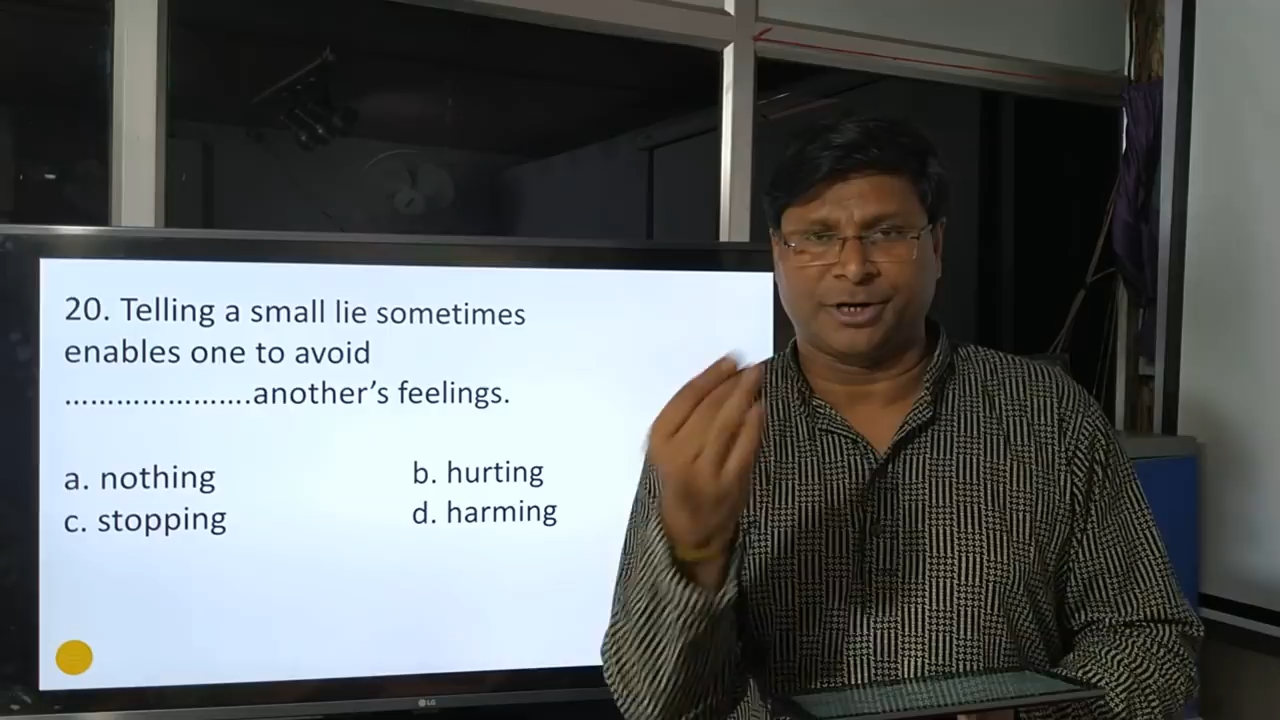 20. Telling a small lie sometimes
enables one to avoid
.....................another's feelings.
a. nothing b. hurting
c. stopping d. harming
LG